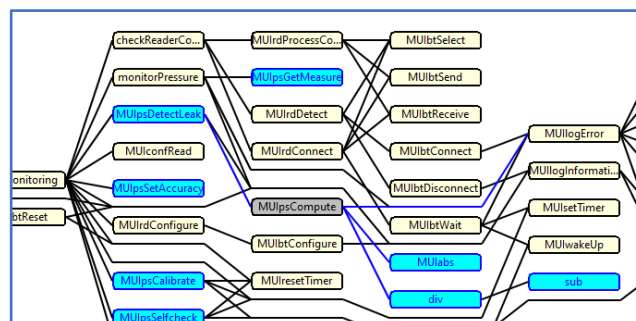 checkReaderCo...
MUIrdProcessCo...
MUIbtSelect
monitorPressure
MUIpsGetMeasure
MUIbtSend
MUIpsDetectLeak
MUIrdDetect
MUIbtReceive
MUIconfRead
MUIrdConnect
MUIbtConnect
MUIlogError
onitoring
MUIpsSetAccuracy
MUIbtDisconnect
MUIlogInformati...
MUIpsCompute
btReset
MUIrdConfigure
MUIbtConfigure
MUIbtWait
MUIsetTimer
MUIwakeUp
MUIabs
MUIpsCalibrate
MUIresetTimer
sub
div
MUIpsSelfcheck